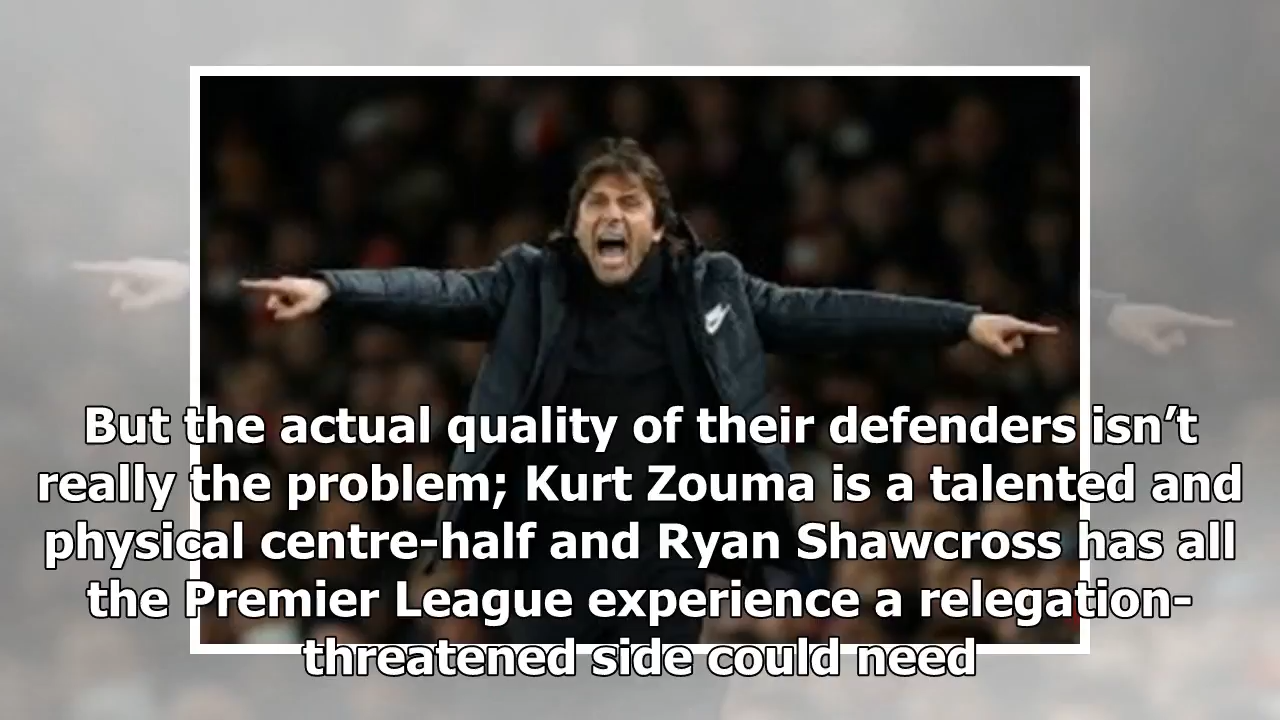 But the actual quality of their defenders isn’t
really the problem; Kurt Zouma is a talented and
physical centre-half and Ryan Shawcross has all
the Premier League experience a relegation-
threatened side could need